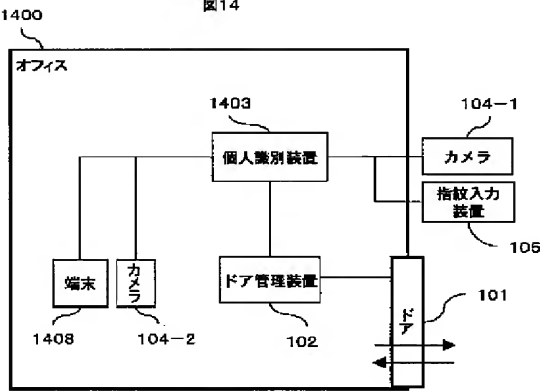 図14
1400
オフィス
1403
104-1
個人識別装置
カメラ
指紋入力
装置
105
端末
カメラ
ドア管理装置
ドア
101
1408
104-2
102